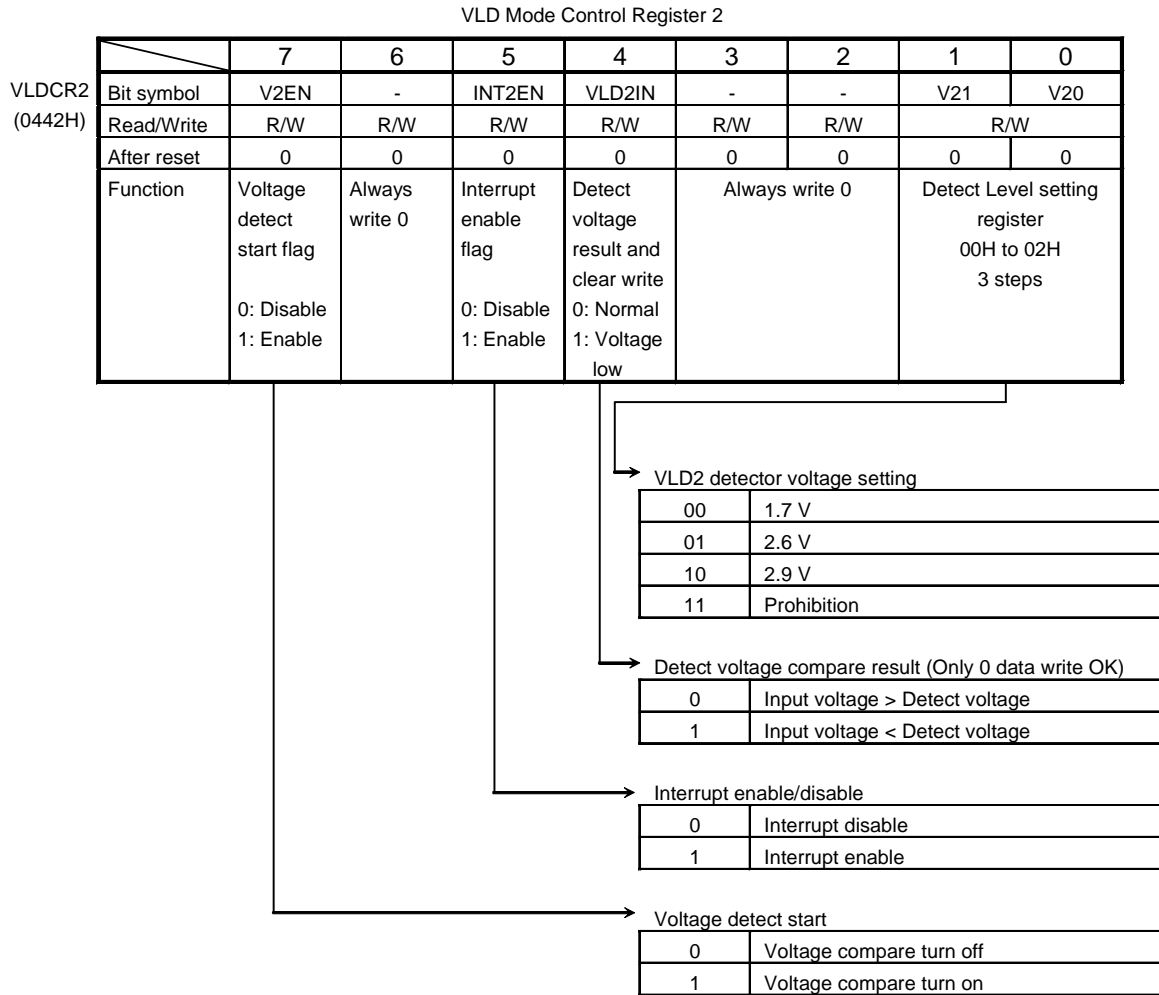 VLD Mode Control Register 2
7 6 5 4 3 2 1 0
VLDCR2 Bit symbol V2EN - INT2EN VLD2IN - - V21 V20
(0442H) Read/Write R/W R/W R/W R/W R/W R/W R/W
After reset 0 0 0 0 0 0 0 0
Function Voltage Always Interrupt Detect Always write 0 Detect Level setting
detect write 0 enable voltage register
start flag flag result and 00H to 02H
clear write 3 steps
0: Disable 0: Disable 0: Normal
1: Enable 1: Enable 1: Voltage
low
VLD2 detector voltage setting
00 1.7 V
01 2.6 V
10 2.9 V
11 Prohibition
Detect voltage compare result (Only 0 data write OK)
0 Input voltage > Detect voltage
1 Input voltage < Detect voltage
Interrupt enable/disable
0 Interrupt disable
1 Interrupt enable
Voltage detect start
0 Voltage compare turn off
1 Voltage compare turn on